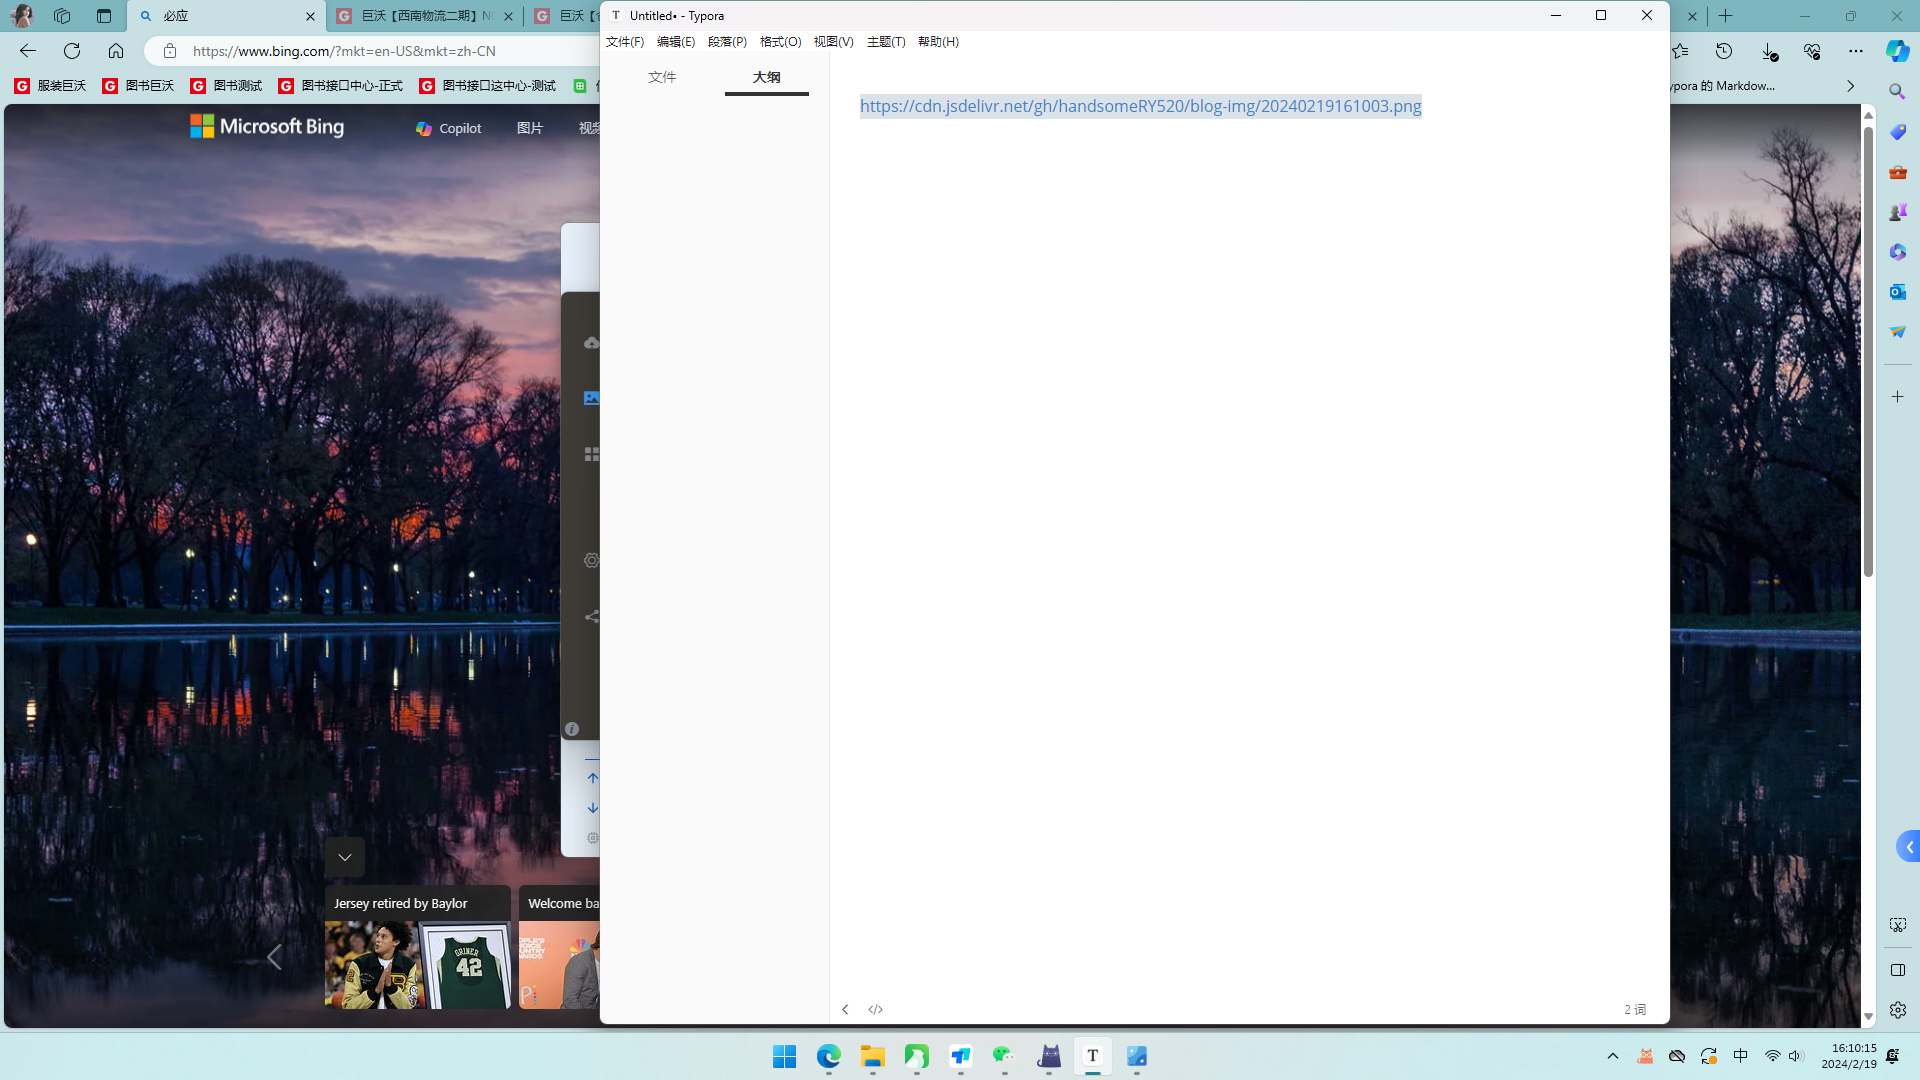 必应
巨沃【西南物流二期】N
巨沃【
Untitled• - Typora
https://www.bing.com/?mkt=en-US&mkt=zh-CN
文件(F) 编辑(E) 段落(P) 格式(O) 视图(V) 主题(T) 帮助(H)
服装巨沃
图书巨沃
图书测试
图书接口中心-正式
图书接口这中心-测试
ypora 的 Markdow...
文件
大纲
https://cdn.jsdelivr.net/gh/handsomeRY520/blog-img/20240219161003.png
Microsoft Bing
Copilot
图片
视频
Jersey retired by Baylor
Welcome ba
GRINER
42
2 词
中
16:10:15
2024/2/19